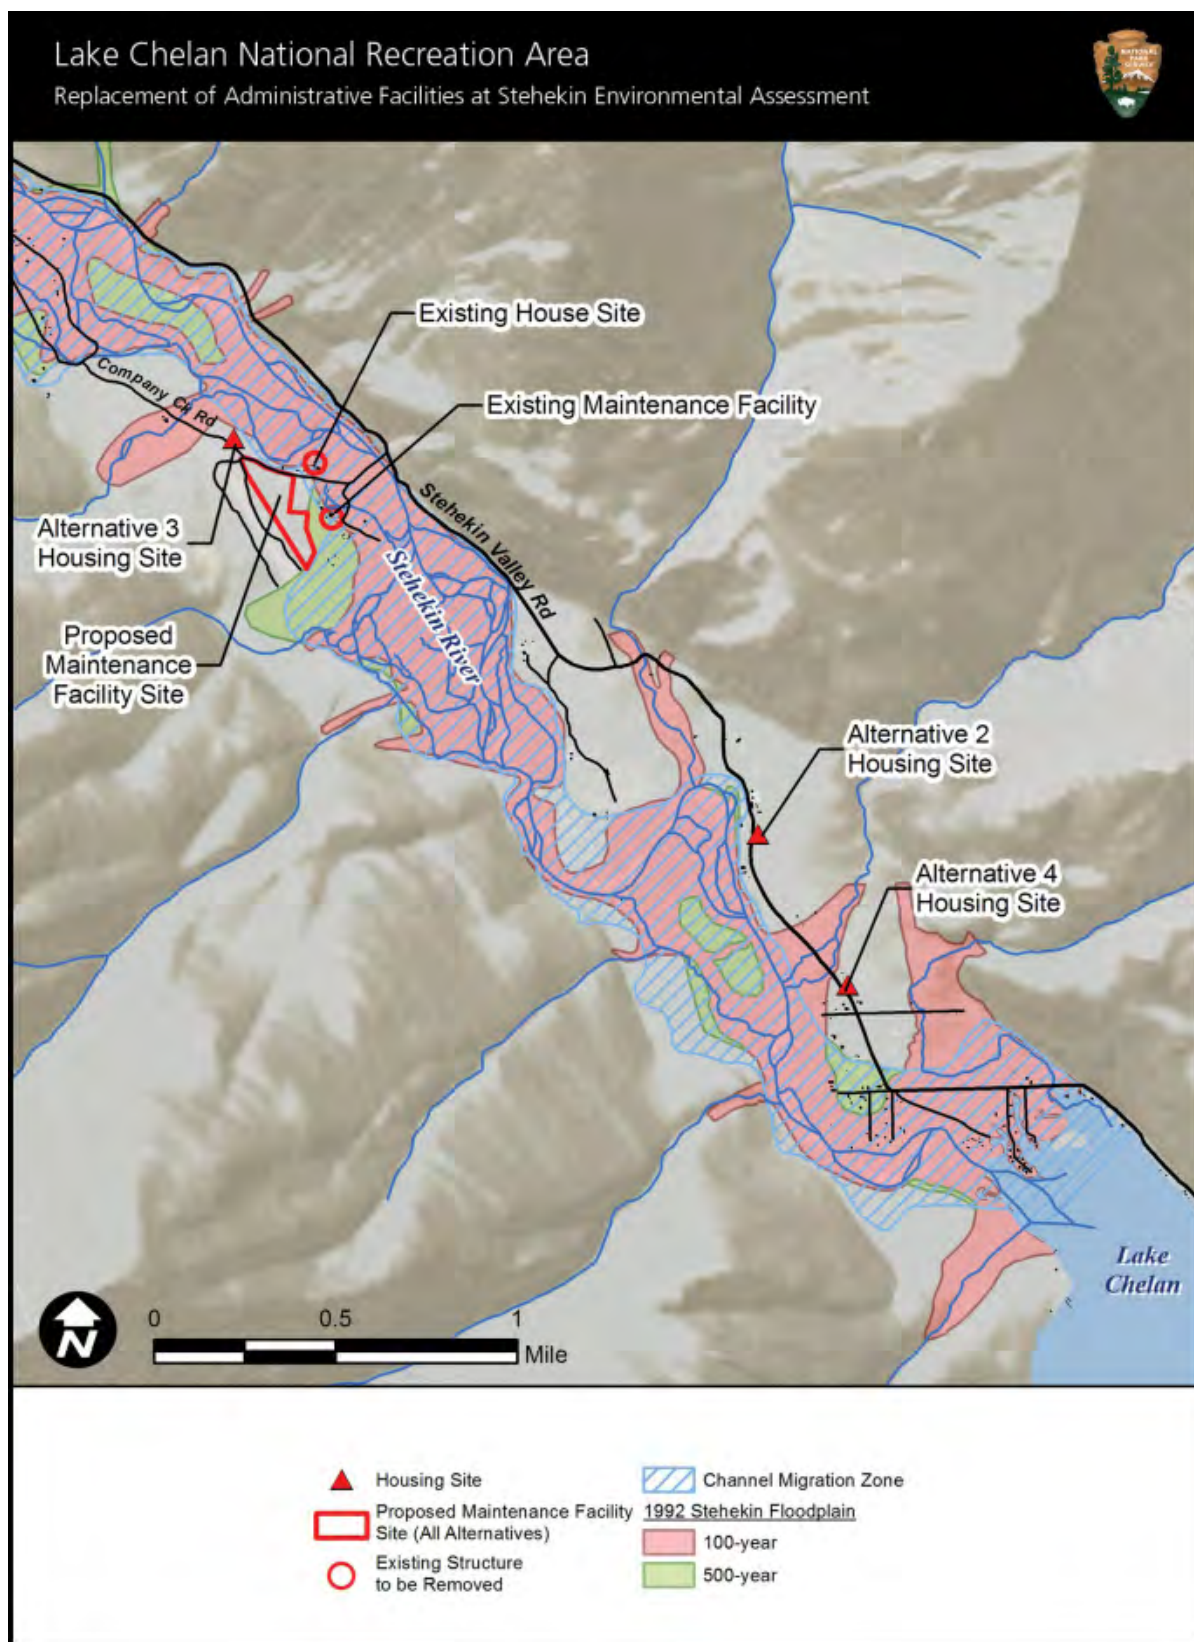 Lake Chelan National Recreation Area
Replacement of Administrative Facilities at Stehekin Environmental Assessment
NATIONAL
PARK
SERVICE
Existing House Site
Company Ck Rd
Existing Maintenance Facility
Stehekin Valley Rd
Alternative 3
Housing Site
Stehekin River
Proposed
Maintenance
Facility Site
Alternative 2
Housing Site
Alternative 4
Housing Site
Lake
Chelan
N
0 0.5 1
Mile
Housing Site
Proposed Maintenance Facility
Site (All Alternatives)
Existing Structure
to be Removed
Channel Migration Zone
1992 Stehekin Floodplain
100-year
500-year